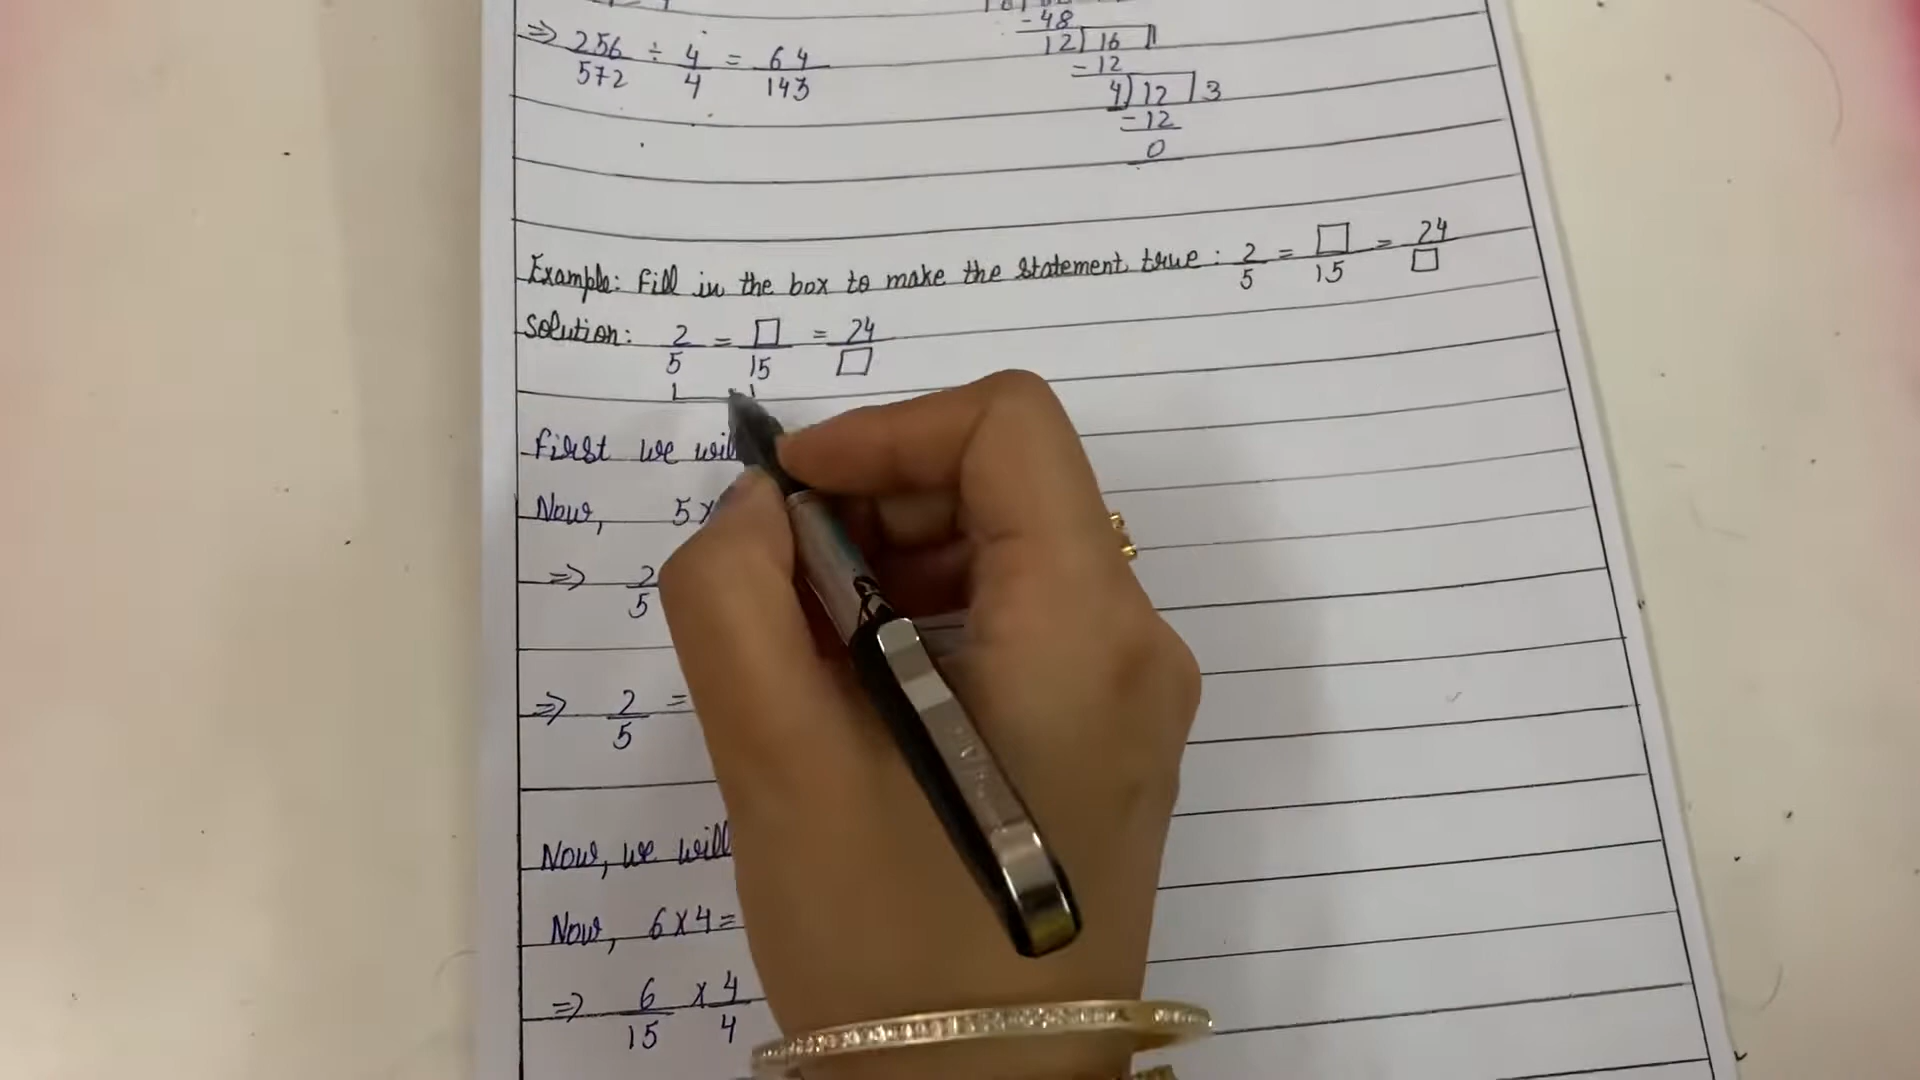 ⇒ 256/572 ÷ 4/4 = 64/143
- 48
12) 16
- 12
4) 12 ) 3
- 12
0
Example: Fill in the box to make the statement true : 2/5 = □/15 = 24/□
Solution: 2/5 = □/15 = 24/□
First we
Now, 5 ×
⇒ 2/5
⇒ 2/5 =
Now, we will
Now, 6 × 4 =
⇒ 6/15 × 4/4